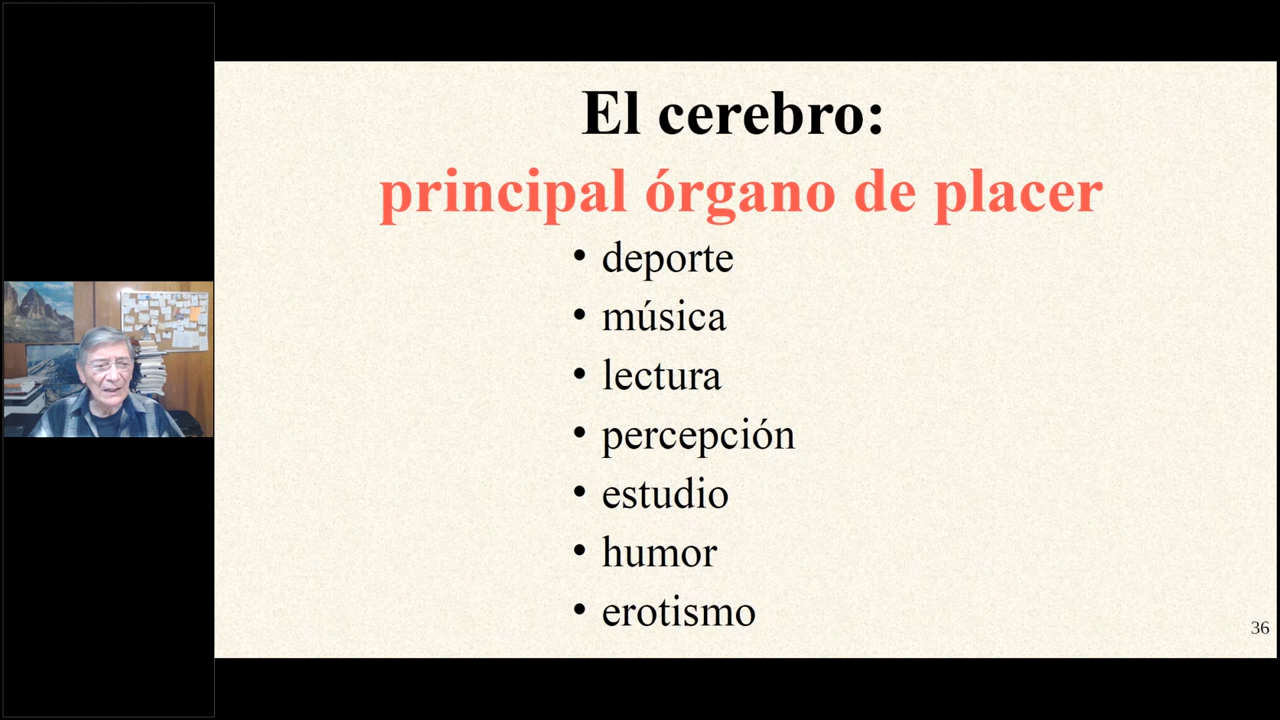 El cerebro:
principal órgano de placer
• deporte
• música
• lectura
• percepción
• estudio
• humor
• erotismo
36